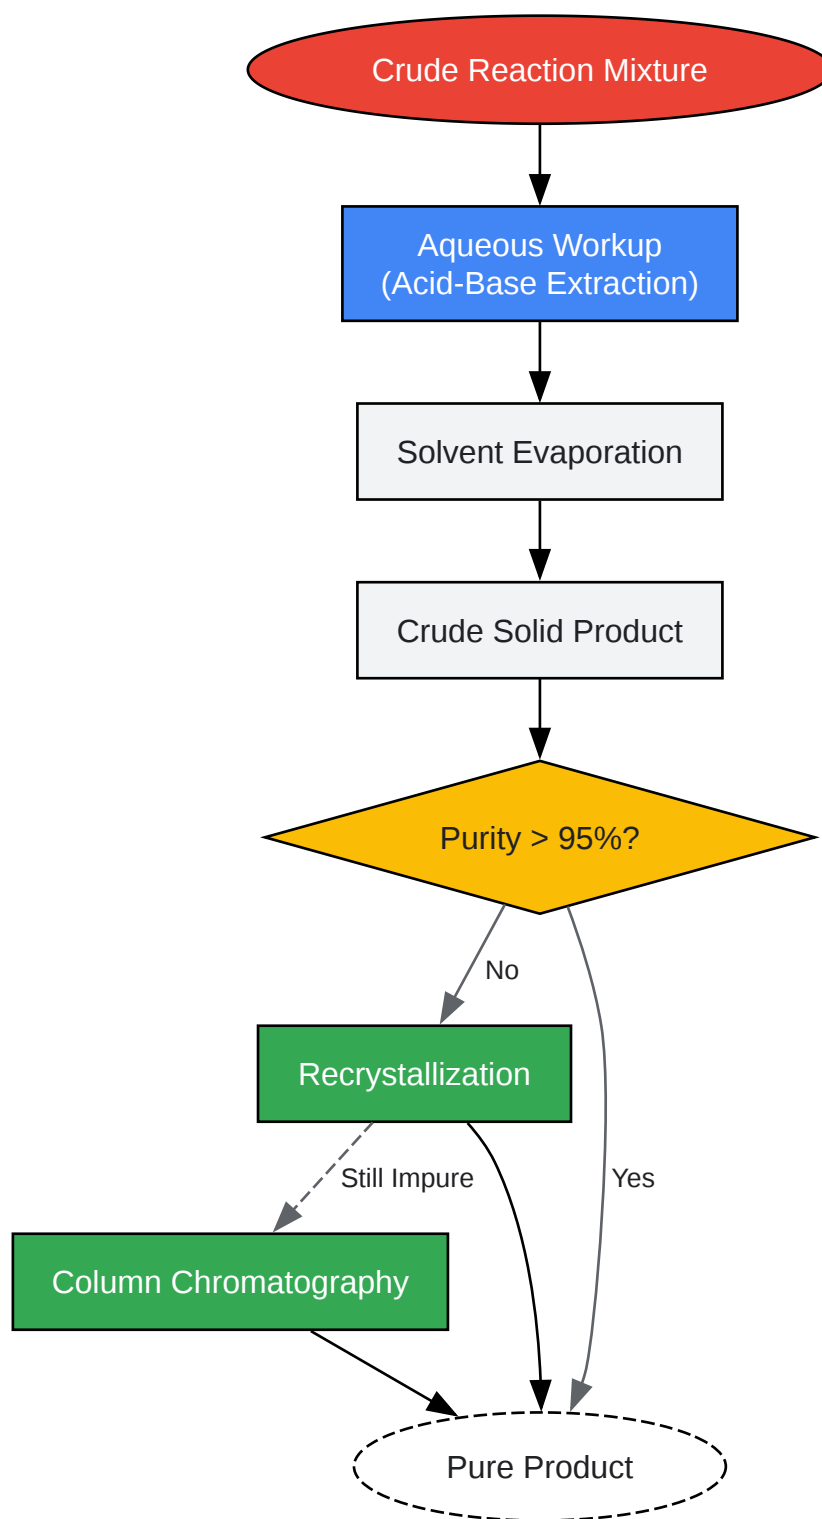 Crude Reaction Mixture
Aqueous Workup
(Acid-Base Extraction)
Solvent Evaporation
Crude Solid Product
Purity > 95%?
No
Recrystallization
Still Impure
Yes
Column Chromatography
Pure Product